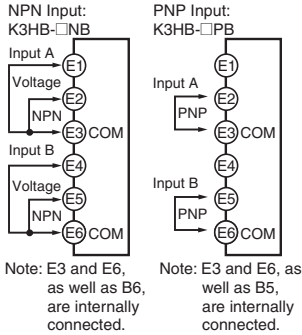 NPN Input:
K3HB-□NB
Input A
E1
Voltage
E2
NPN
E3 COM
Input B
E4
Voltage
E5
NPN
E6 COM
Note: E3 and E6,
as well as B6,
are internally
connected.
PNP Input:
K3HB-□PB
E1
Input A
E2
PNP
E3 COM
E4
Input B
E5
PNP
E6 COM
Note: E3 and E6, as
well as B5,
are internally
connected.